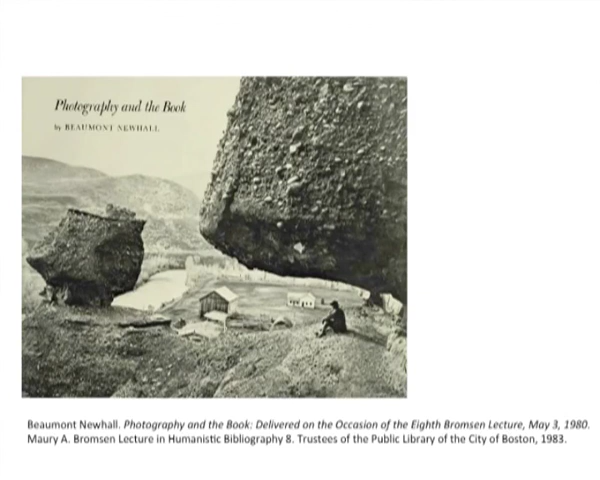 Photography and the Book
by BEAUMONT NEWHALL
Beaumont Newhall. Photography and the Book: Delivered on the Occasion of the Eighth Bromsen Lecture, May 3, 1980.
Maury A. Bromsen Lecture in Humanistic Bibliography 8. Trustees of the Public Library of the City of Boston, 1983.